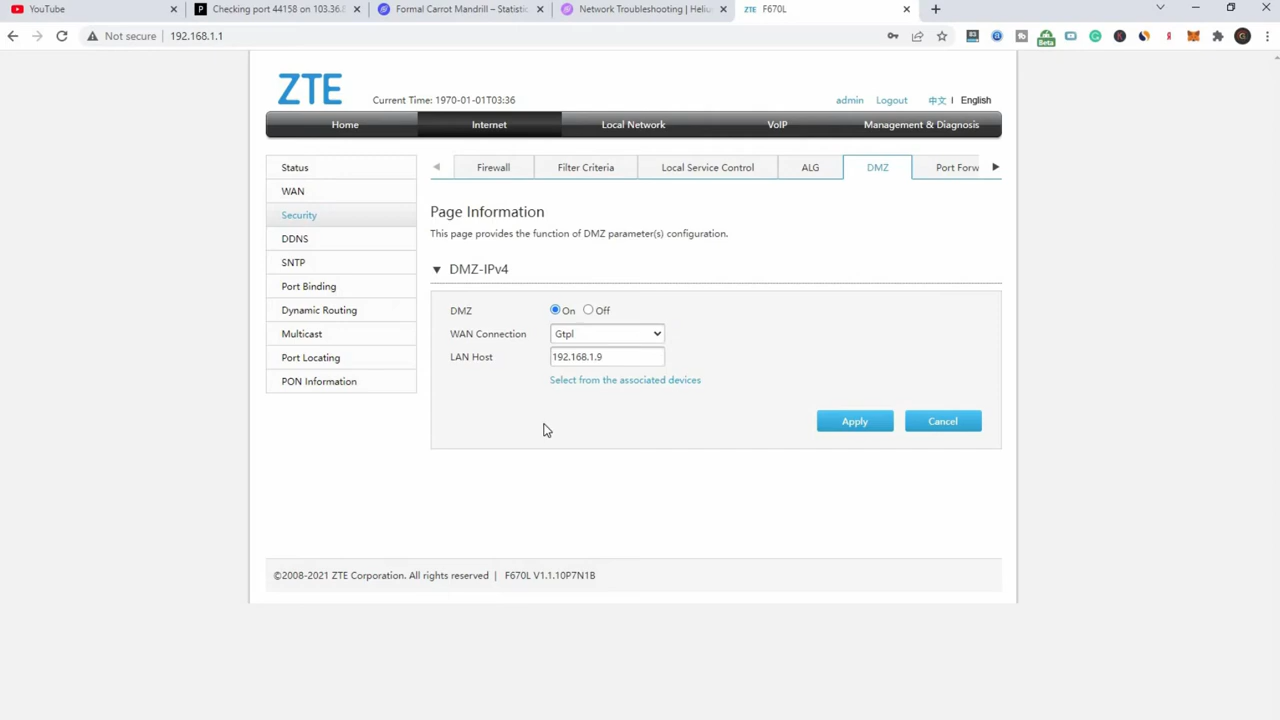 YouTube
Checking port 44158 on 103.36.8
Formal Carrot Mandrill – Statistic
Network Troubleshooting | Heliu
ZTE F670L
Not secure | 192.168.1.1
Beta
ZTE
Current Time: 1970-01-01T03:36
admin Logout 中文 | English
Home Internet Local Network VoIP Management & Diagnosis
Status
WAN
Security
DDNS
SNTP
Port Binding
Dynamic Routing
Multicast
Port Locating
PON Information
Firewall Filter Criteria Local Service Control ALG DMZ Port Forw
Page Information
This page provides the function of DMZ parameter(s) configuration.
DMZ-IPv4
DMZ On Off
WAN Connection Gtpl
LAN Host 192.168.1.9
Select from the associated devices
Apply Cancel
©2008-2021 ZTE Corporation. All rights reserved | F670L V1.1.10P7N1B